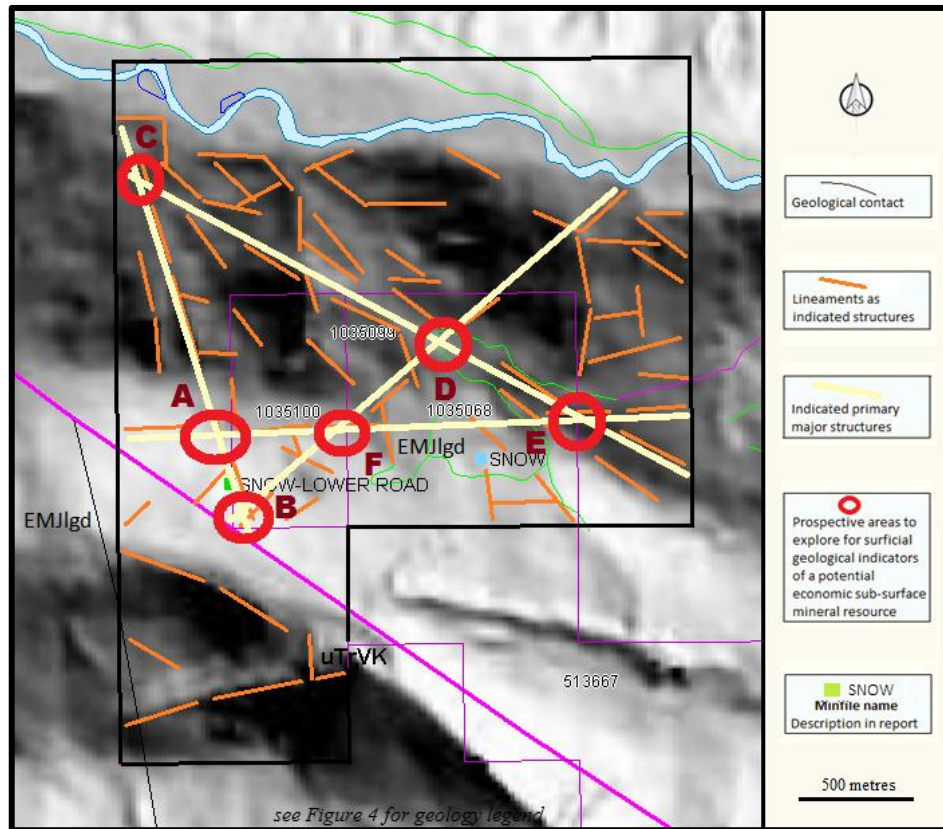 C
1035099
A
D
1035100
1035068
EMJlgd
E
F
SNOW
SNOW-LOWER ROAD
B
EMJlgd
uTrVK
513667
see Figure 4 for geology legend
Geological contact
Lineaments as
indicated structures
Indicated primary
major structures
Prospective areas to
explore for surficial
geological indicators
of a potential
economic sub-surface
mineral resource
SNOW
Minfile name
Description in report
500 metres